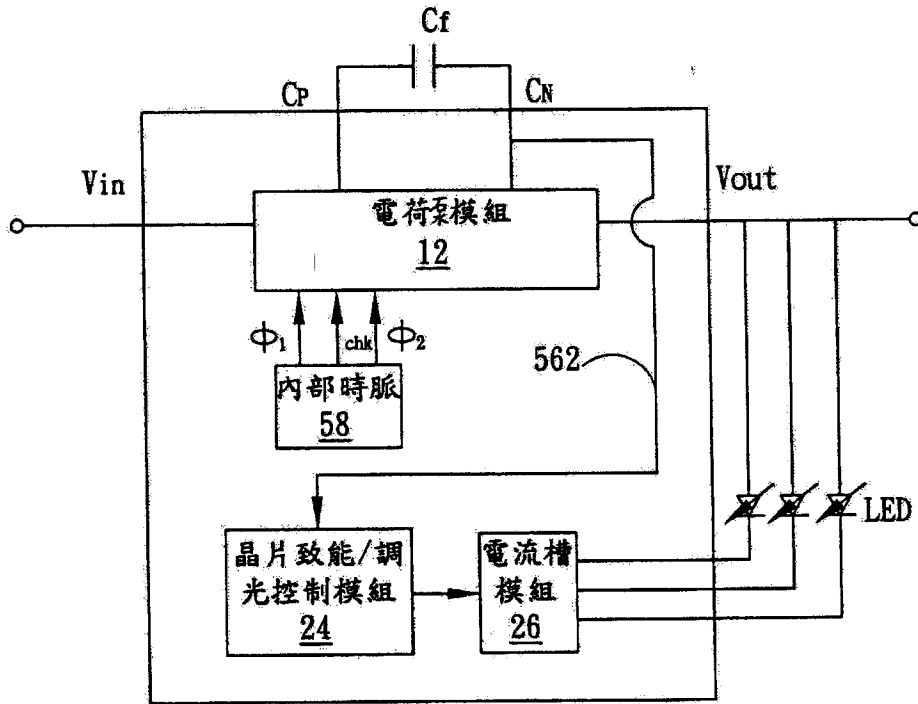 Cf
CP
CN
Vin
Vout
電荷泵模組
12
Φ1
chk
Φ2
內部時脈
58
562
晶片致能/調
光控制模組
24
電流槽
模組
26
LED